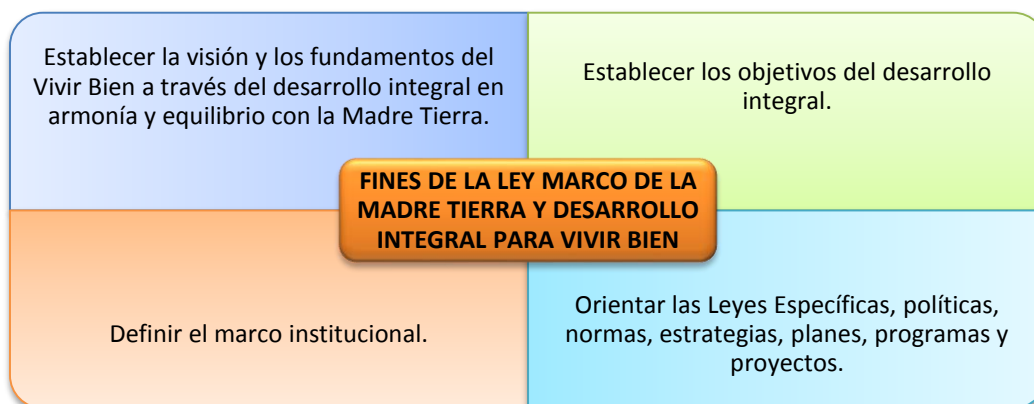 Establecer la visión y los fundamentos del
Vivir Bien a través del desarrollo integral en
armonía y equilibrio con la Madre Tierra.
Establecer los objetivos del desarrollo
integral.
FINES DE LA LEY MARCO DE LA
MADRE TIERRA Y DESARROLLO
INTEGRAL PARA VIVIR BIEN
Definir el marco institucional.
Orientar las Leyes Específicas, políticas,
normas, estrategias, planes, programas y
proyectos.